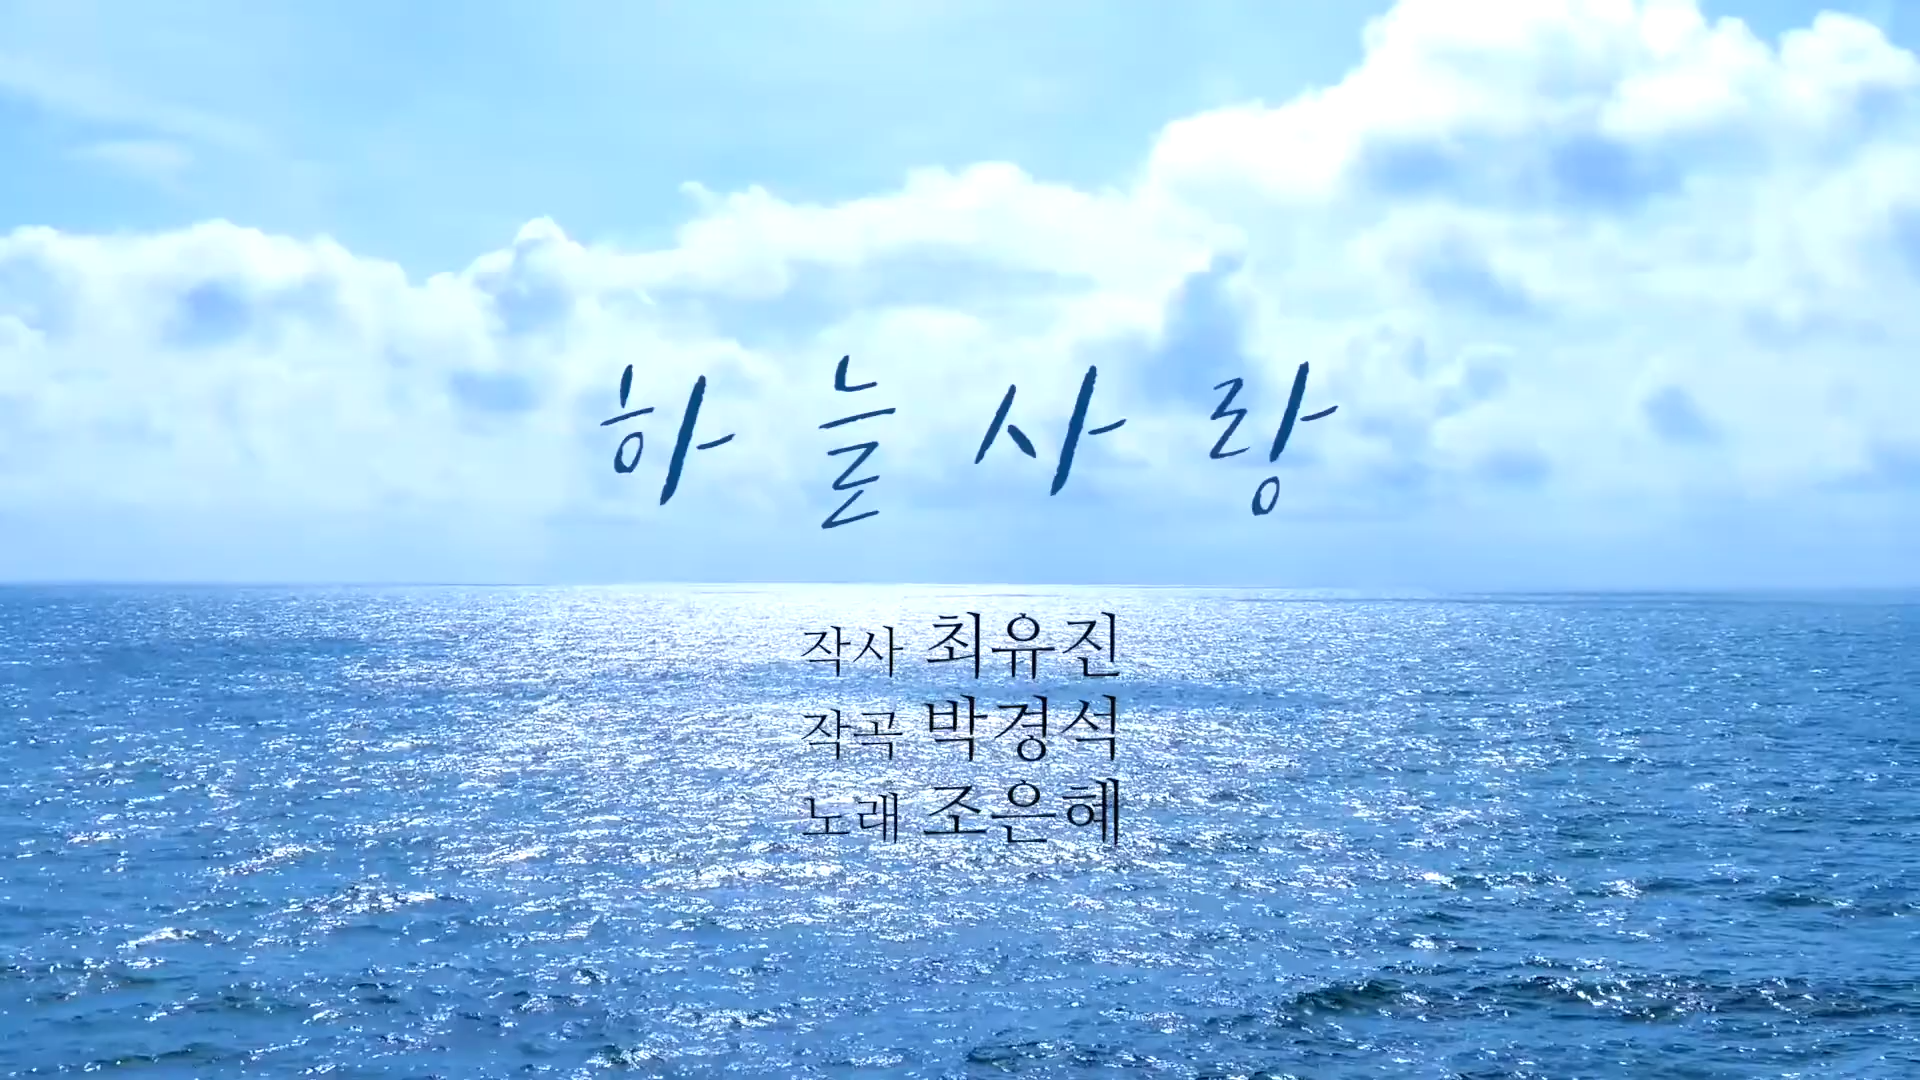 하늘사랑
작사 최유진
작곡 박경석
노래 조은혜